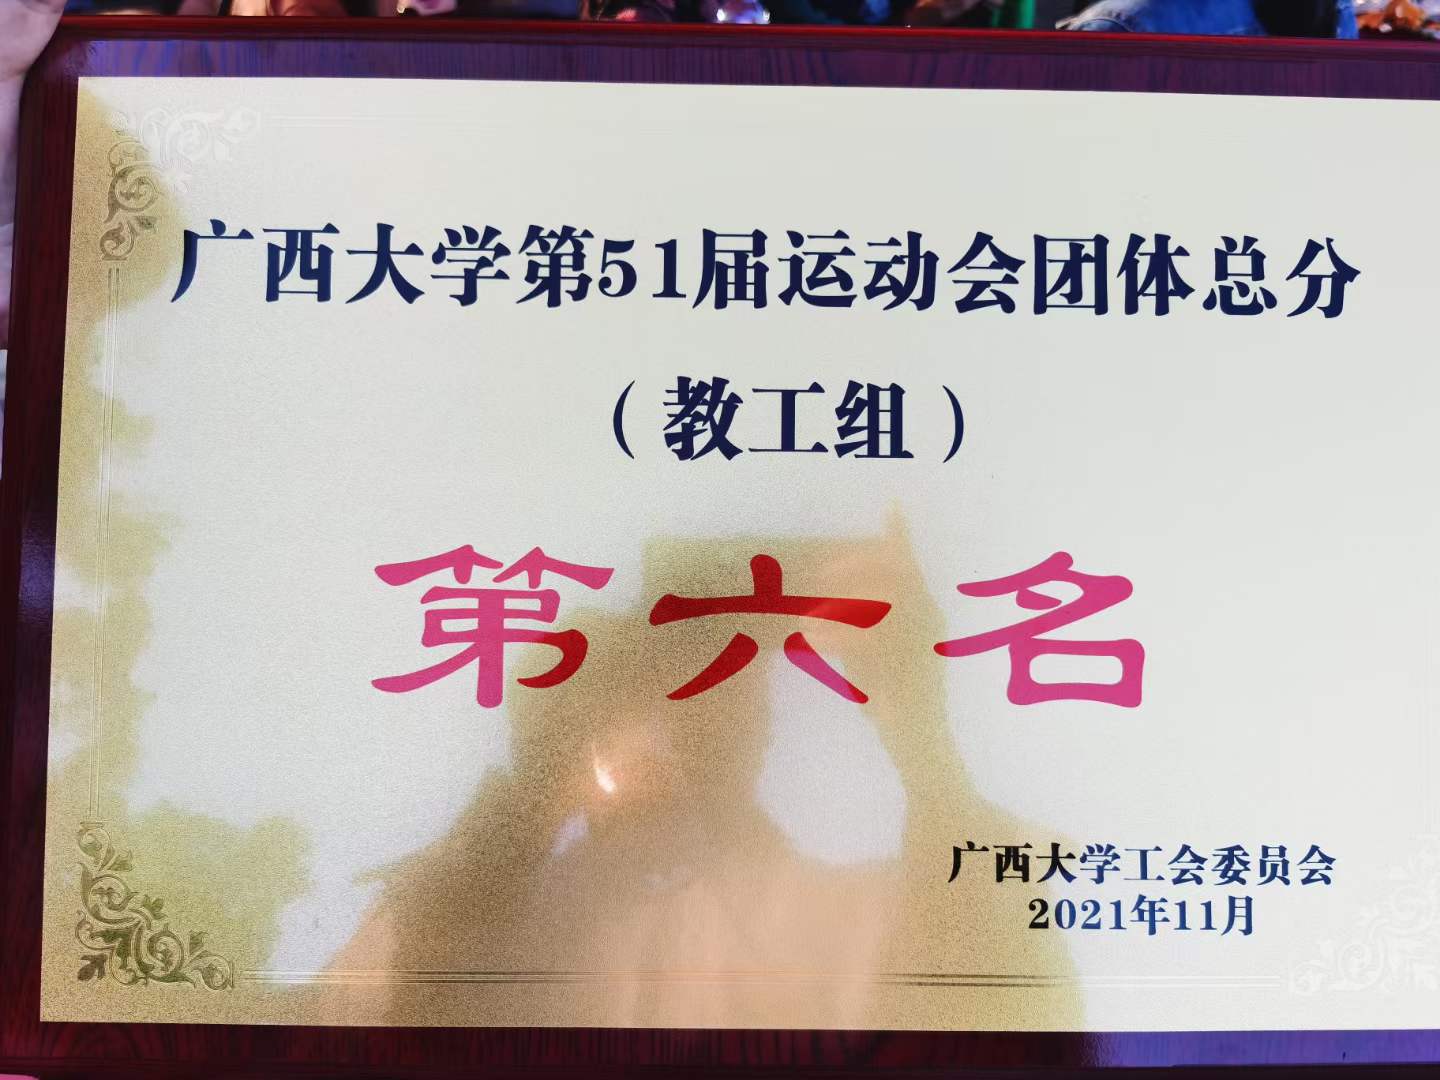 广西大学第51届运动会团体总分
（教工组）
第六名
广西大学工会委员会
2021年11月